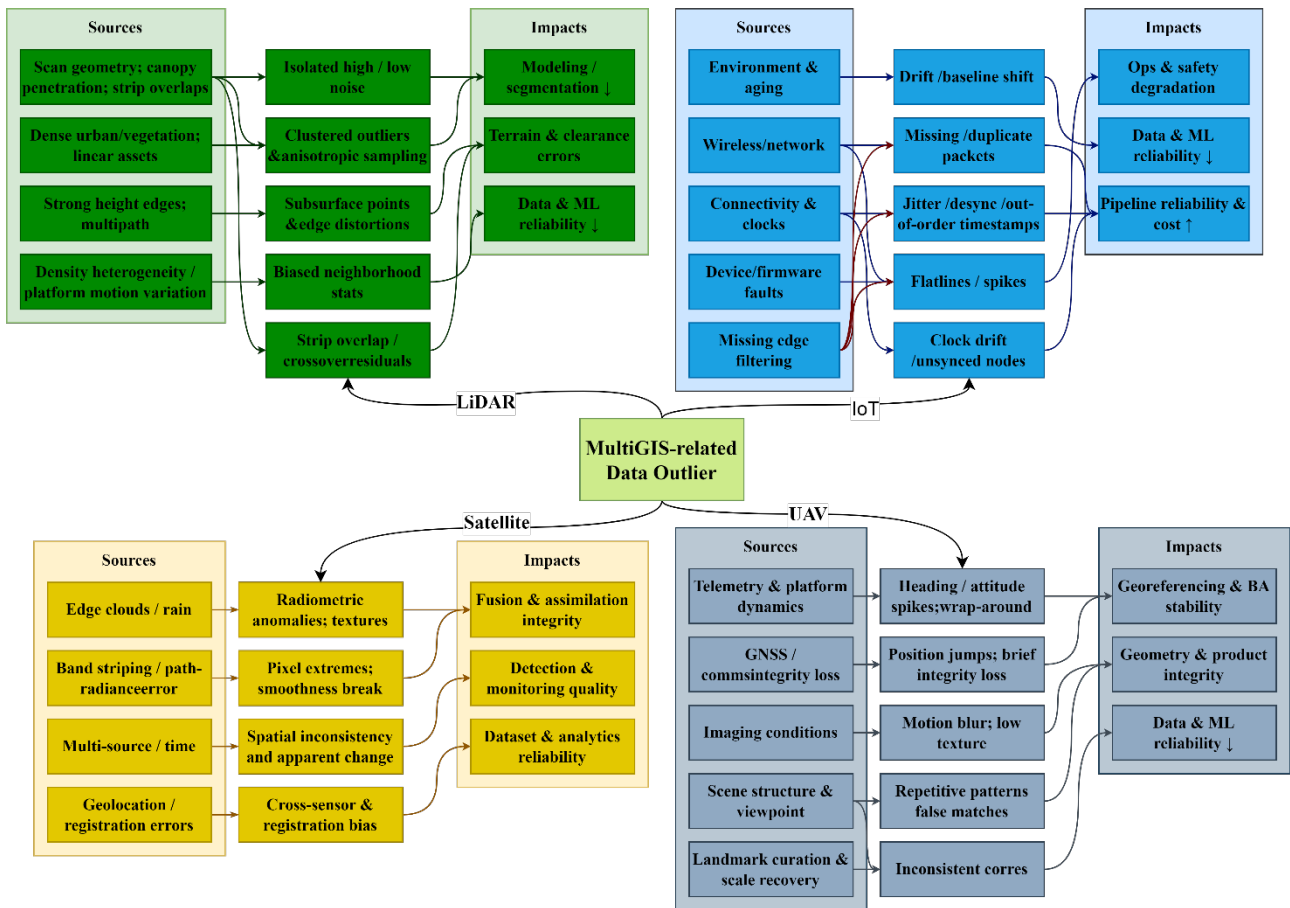 Sources
Impacts
Scan geometry; canopy
penetration; strip overlaps
Isolated high / low
noise
Modeling /
segmentation ↓
Dense urban/vegetation;
linear assets
Clustered outliers
&anisotropic sampling
Terrain & clearance
errors
Strong height edges;
multipath
Subsurface points
&edge distortions
Data & ML
reliability ↓
Density heterogeneity /
platform motion variation
Biased neighborhood
stats
Strip overlap /
crossoverresiduals
LiDAR
Sources
Impacts
Environment &
aging
Drift /baseline shift
Ops & safety
degradation
Wireless/network
Missing /duplicate
packets
Data & ML
reliability ↓
Connectivity &
clocks
Jitter /desync /out-
of-order timestamps
Pipeline reliability &
cost ↑
Device/firmware
faults
Flatlines / spikes
Missing edge
filtering
Clock drift
/unsynced nodes
IoT
MultiGIS-related
Data Outlier
Satellite
Sources
Impacts
Edge clouds / rain
Radiometric
anomalies; textures
Fusion & assimilation
integrity
Band striping / path-
radianceerror
Pixel extremes;
smoothness break
Detection
& monitoring quality
Multi-source / time
Spatial inconsistency
and apparent change
Dataset & analytics
reliability
Geolocation /
registration errors
Cross-sensor &
registration bias
UAV
Sources
Impacts
Telemetry & platform
dynamics
Heading / attitude
spikes;wrap-around
Georeferencing & BA
stability
GNSS /
commsintegrity loss
Position jumps; brief
integrity loss
Geometry & product
integrity
Imaging conditions
Motion blur; low
texture
Data & ML
reliability ↓
Scene structure &
viewpoint
Repetitive patterns
false matches
Landmark curation &
scale recovery
Inconsistent corres